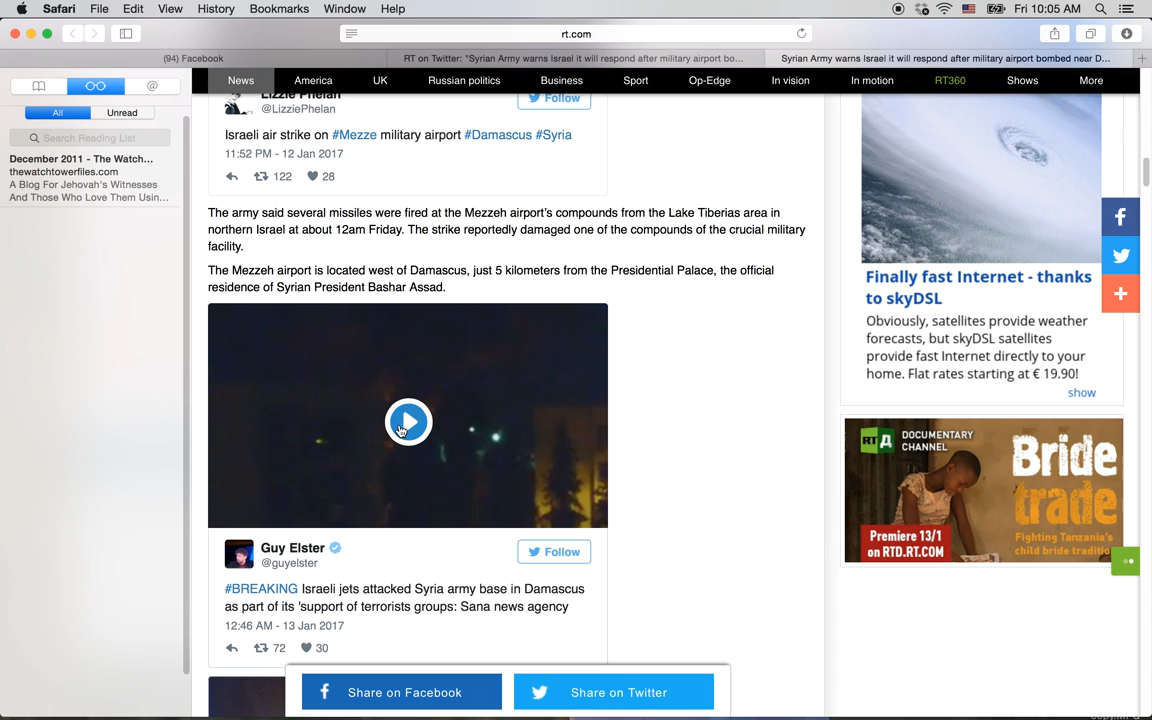 Safari File Edit View History Bookmarks Window Help Fri 10:05 AM
rt.com
(94) Facebook
RT on Twitter: "Syrian Army warns Israel it will respond after military airport bo...
Syrian Army warns Israel it will respond after military airport bombed near D...
News America UK Russian politics Business Sport Op-Edge In vision In motion RT360 Shows More
@
All Unread
Search Reading List
December 2011 - The Watch...
thewatchtowerfiles.com
A Blog For Jehovah's Witnesses
And Those Who Love Them Usin...
Lizzie Phelan
@LizziePhelan
Follow
Israeli air strike on #Mezze military airport #Damascus #Syria
11:52 PM - 12 Jan 2017
122 28
The army said several missiles were fired at the Mezzeh airport's compounds from the Lake Tiberias area in
northern Israel at about 12am Friday. The strike reportedly damaged one of the compounds of the crucial military
facility.
The Mezzeh airport is located west of Damascus, just 5 kilometers from the Presidential Palace, the official
residence of Syrian President Bashar Assad.
Guy Elster
@guyelster
Follow
#BREAKING Israeli jets attacked Syria army base in Damascus
as part of its 'support of terrorists groups: Sana news agency
12:46 AM - 13 Jan 2017
72 30
Share on Facebook
Share on Twitter
Finally fast Internet - thanks
to skyDSL
Obviously, satellites provide weather
forecasts, but skyDSL satellites
provide fast Internet directly to your
home. Flat rates starting at € 19.90!
show
RT Д DOCUMENTARY
CHANNEL
Bride
trade
Premiere 13/1
on RTD.RT.COM
Fighting Tanzania's
child bride traditio